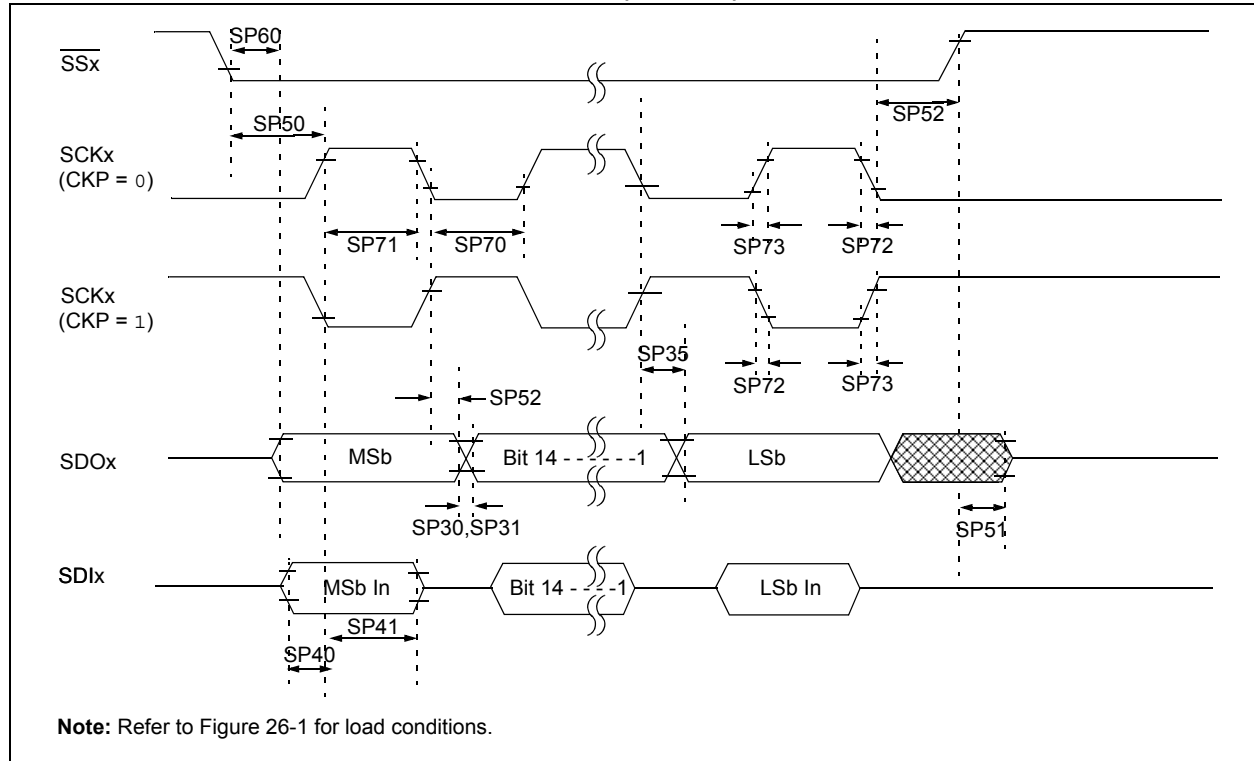 SP60
SSx
SP52
SP50
SCKx
(CKP = 0)
SP71
SP70
SP73
SP72
SCKx
(CKP = 1)
SP35
SP72
SP73
SP52
SDOx
MSb
Bit 14 - - - - - -1
LSb
SP30,SP31
SP51
SDIx
MSb In
Bit 14 - - - -1
LSb In
SP41
SP40
Note: Refer to Figure 26-1 for load conditions.